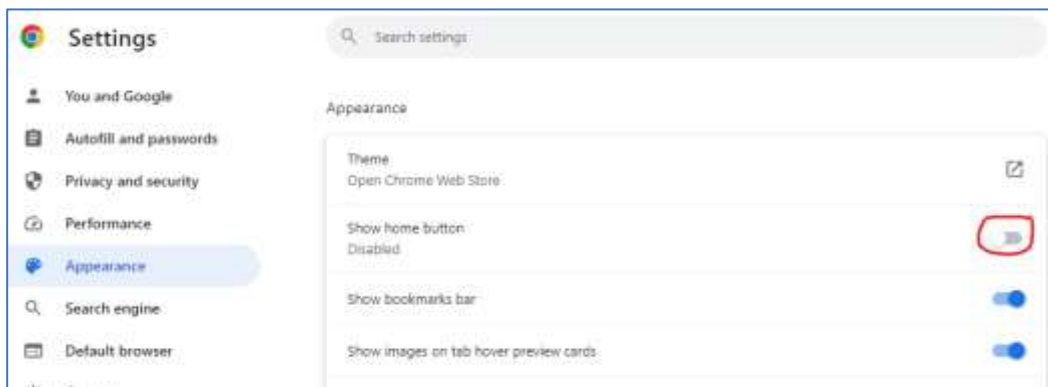 Settings
Search settings
You and Google
Autofill and passwords
Privacy and security
Performance
Appearance
Search engine
Default browser
Appearance
Theme
Open Chrome Web Store
Show home button
Disabled
Show bookmarks bar
Show images on tab hover preview cards